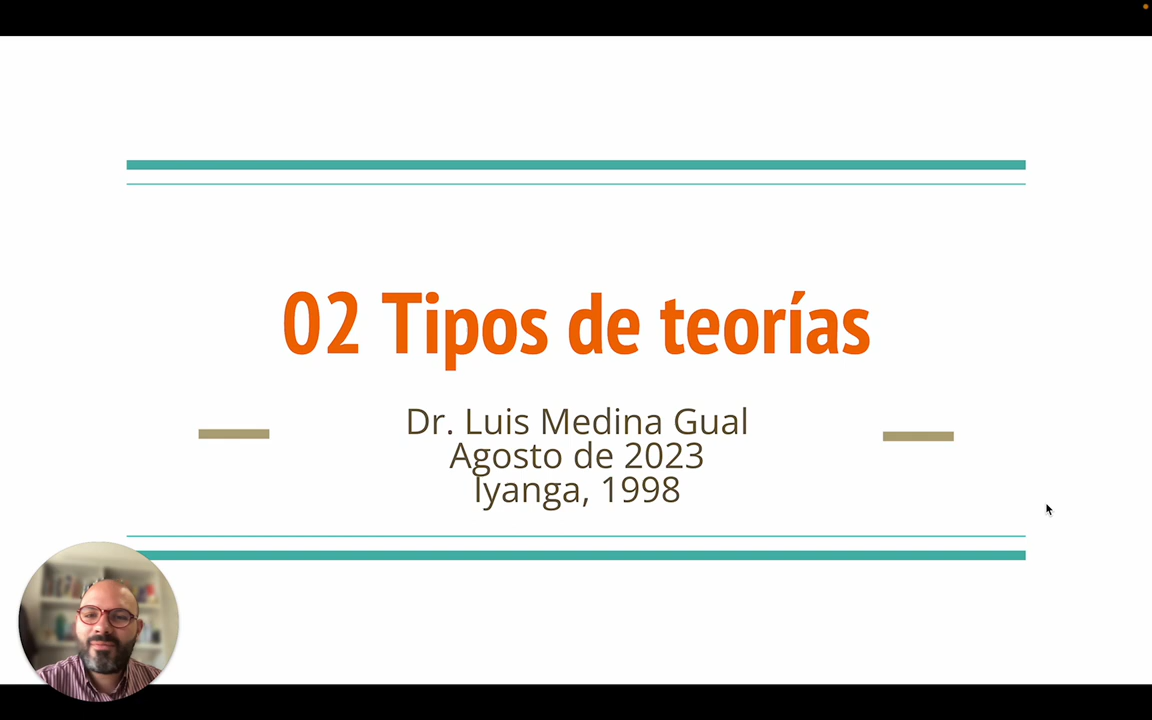 02 Tipos de teorías
Dr. Luis Medina Gual
Agosto de 2023
Iyanga, 1998